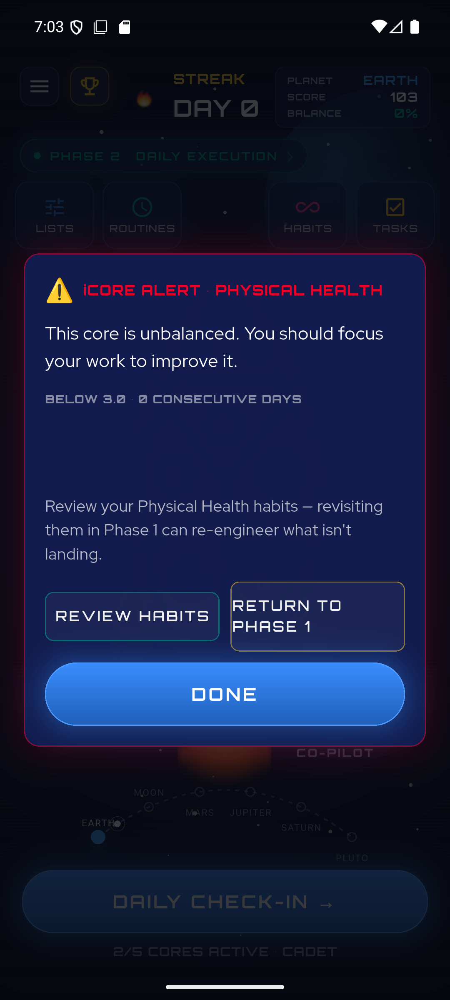 7:03
STREAK
DAY 0
PLANET EARTH
SCORE 103
BALANCE 0%
PHASE 2 DAILY EXECUTION >
LISTS
ROUTINES
HABITS
TASKS
⚠️ iCORE ALERT · PHYSICAL HEALTH
This core is unbalanced. You should focus
your work to improve it.
BELOW 3.0 · 0 CONSECUTIVE DAYS
Review your Physical Health habits — revisiting
them in Phase 1 can re-engineer what isn't
landing.
REVIEW HABITS
RETURN TO
PHASE 1
DONE
CO-PILOT
MOON
MARS
JUPITER
EARTH
SATURN
PLUTO
DAILY CHECK-IN →
2/5 CORES ACTIVE · CADET